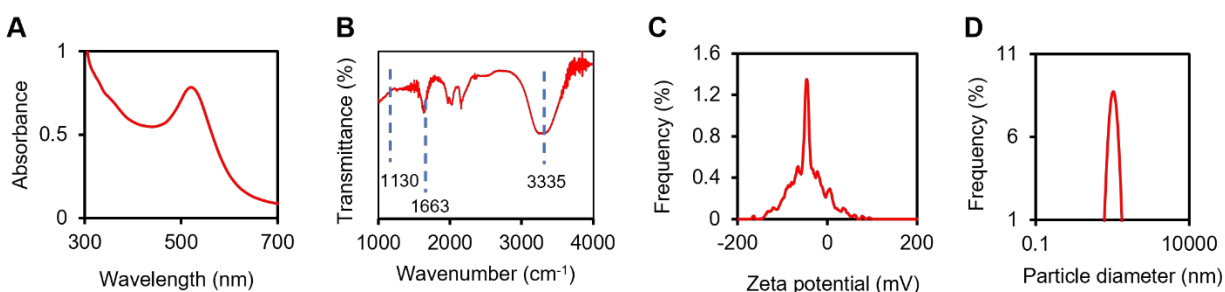 A
Absorbance
1
0.5
0
300
500
700
Wavelength (nm)
B
Transmittance (%)
1130
1663
3335
1000
2000
3000
4000
Wavenumber (cm⁻¹)
C
Frequency (%)
1.6
1.2
0.8
0.4
0
-200
0
200
Zeta potential (mV)
D
Frequency (%)
11
6
1
0.1
10000
Particle diameter (nm)